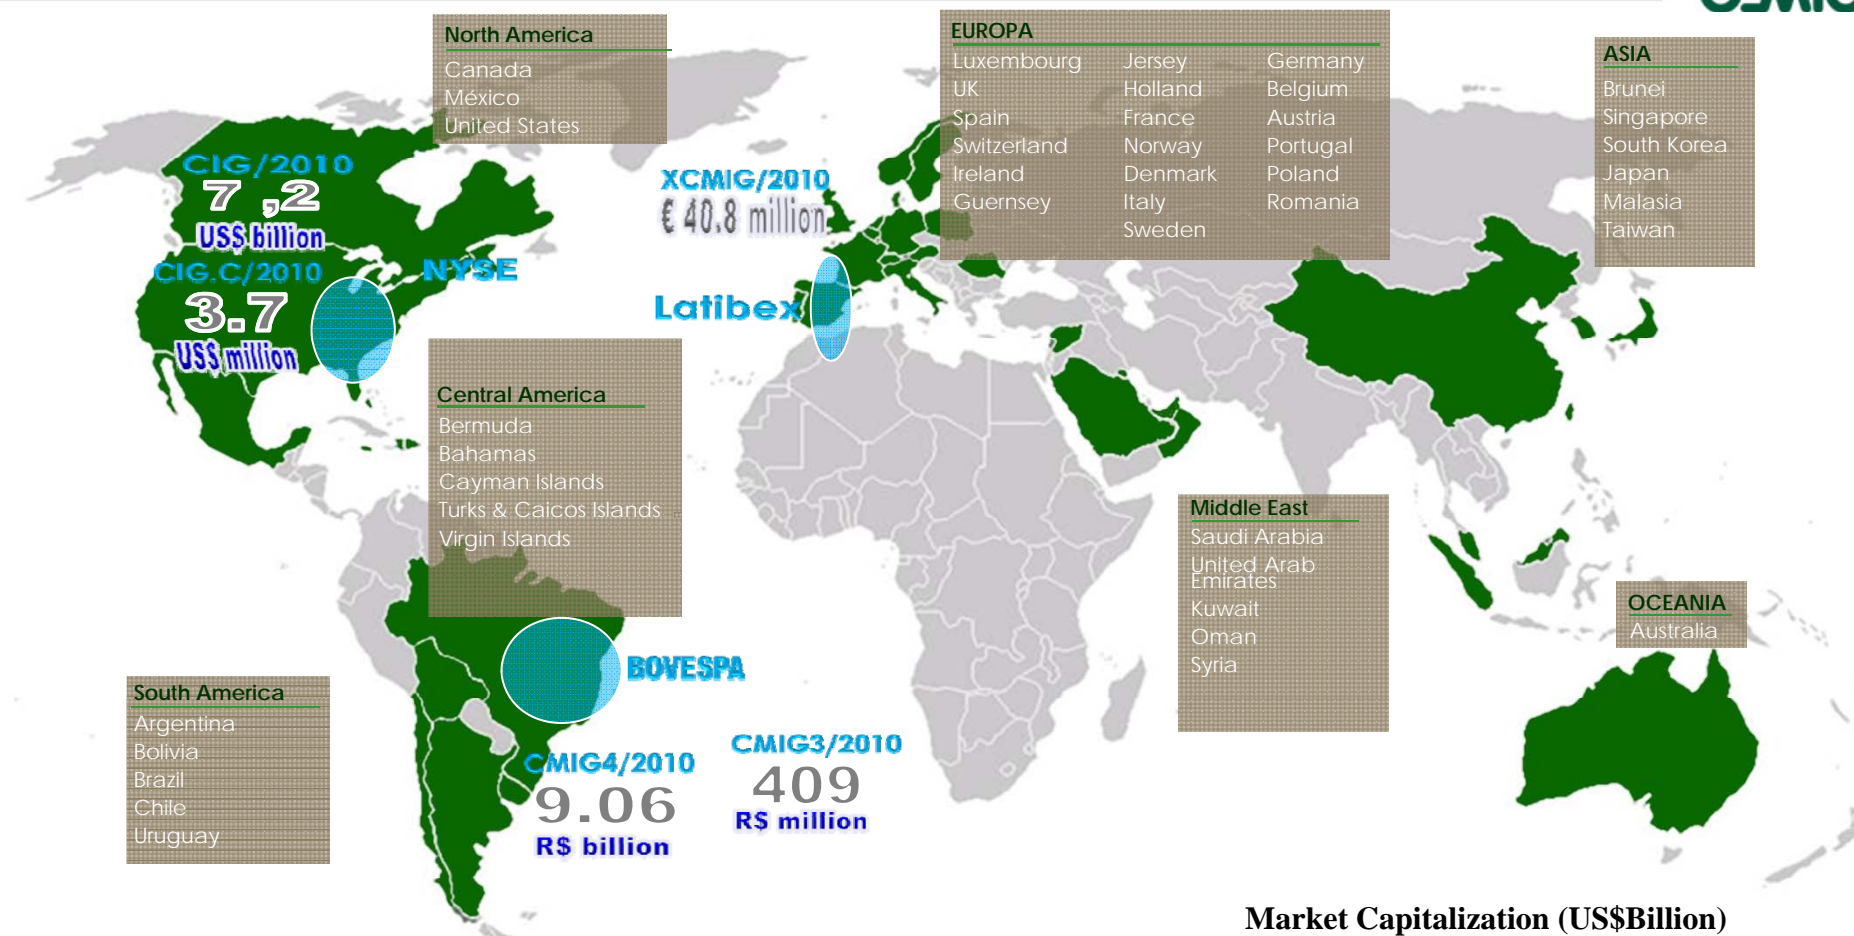 North America
Canada
México
United States
EUROPA
Luxembourg Jersey Germany
UK Holland Belgium
Spain France Austria
Switzerland Norway Portugal
Ireland Denmark Poland
Guernsey Italy Romania
Sweden
ASIA
Brunei
Singapore
South Korea
Japan
Malasia
Taiwan
CIG/2010
7 ,2
US$ billion
CIG.C/2010
3.7
US$ million
NYSE
XCMIG/2010
€ 40.8 million
Latibex
Central America
Bermuda
Bahamas
Cayman Islands
Turks & Caicos Islands
Virgin Islands
Middle East
Saudi Arabia
United Arab
Emirates
Kuwait
Oman
Syria
OCEANIA
Australia
BOVESPA
South America
Argentina
Bolivia
Brazil
Chile
Uruguay
CMIG4/2010
9.06
R$ billion
CMIG3/2010
409
R$ million
Market Capitalization (US$Billion)